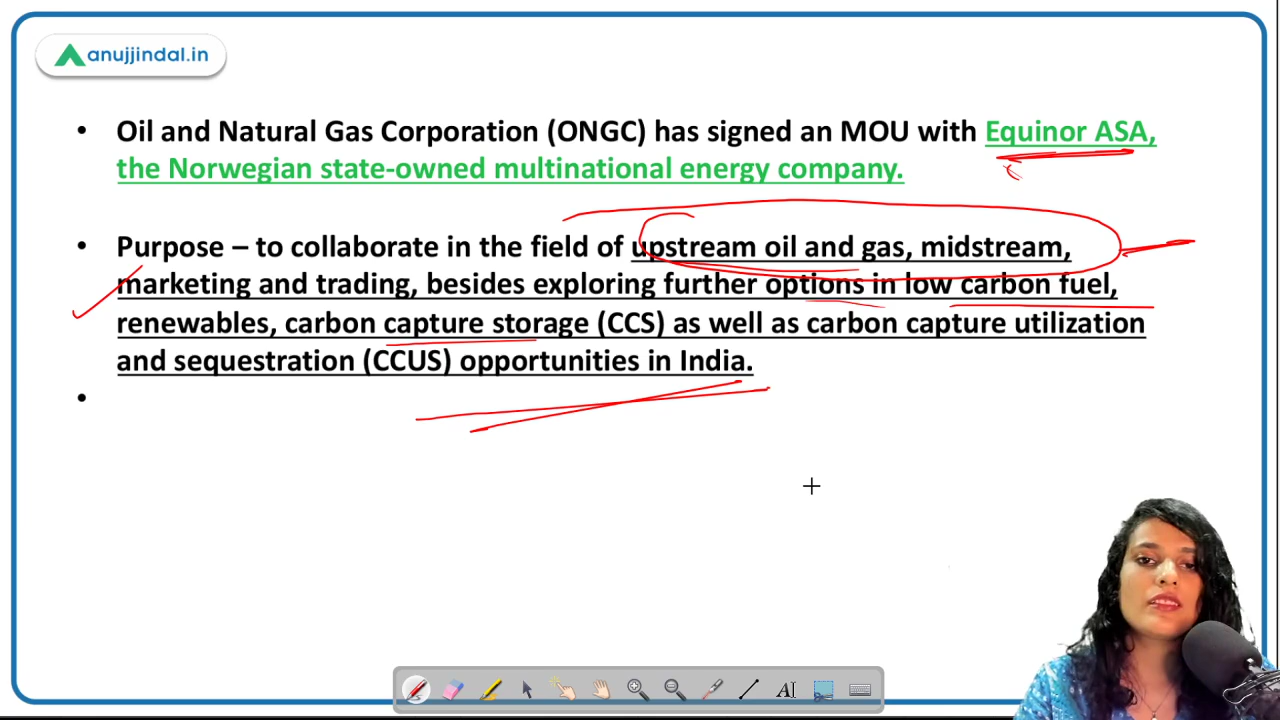 anujjindal.in
• Oil and Natural Gas Corporation (ONGC) has signed an MOU with Equinor ASA,
the Norwegian state-owned multinational energy company.
• Purpose – to collaborate in the field of upstream oil and gas, midstream,
marketing and trading, besides exploring further options in low carbon fuel,
renewables, carbon capture storage (CCS) as well as carbon capture utilization
and sequestration (CCUS) opportunities in India.
•
A